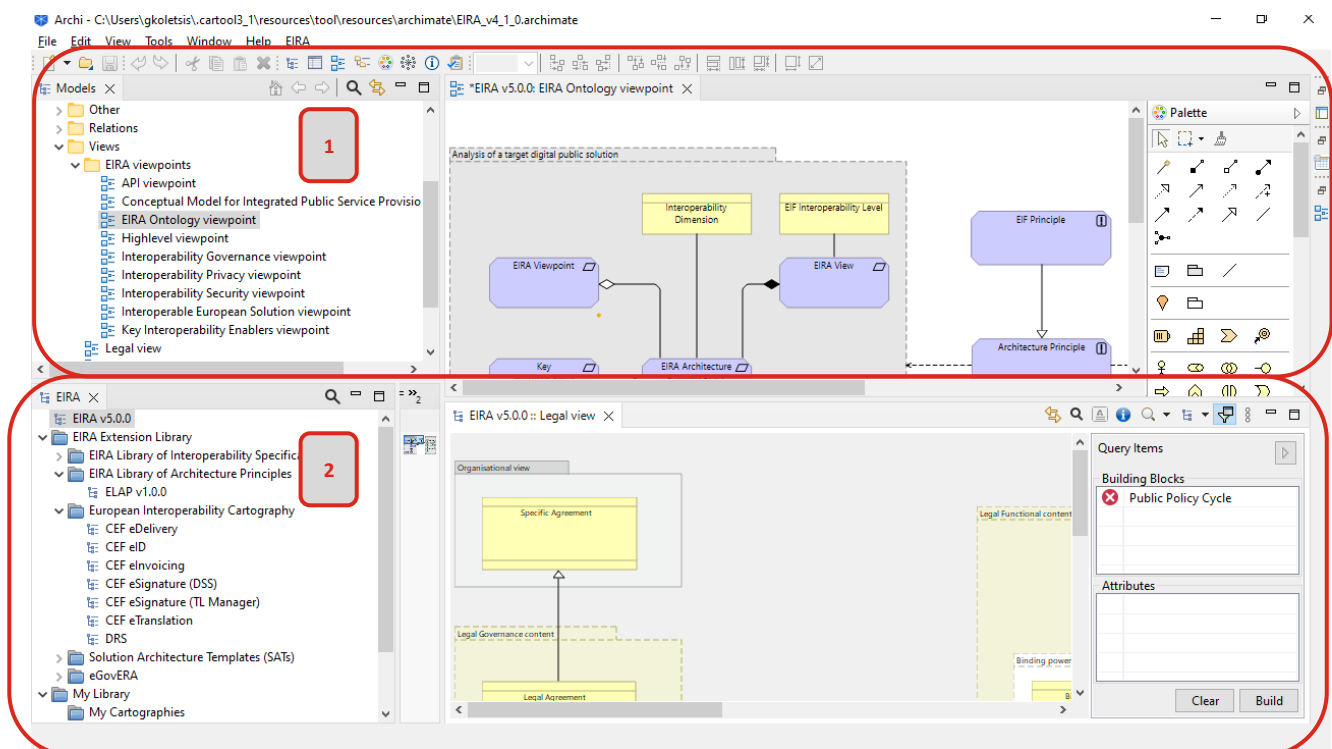 Archi - C:\Users\gkoletsis\.cartool3_1\resources\tool\resources\archimate\EIRA_v4_1_0.archimate
File Edit View Tools Window Help EIRA
Models
Other
Relations
Views
EIRA viewpoints
API viewpoint
Conceptual Model for Integrated Public Service Provisio
EIRA Ontology viewpoint
Highlevel viewpoint
Interoperability Governance viewpoint
Interoperability Privacy viewpoint
Interoperability Security viewpoint
Interoperable European Solution viewpoint
Key Interoperability Enablers viewpoint
Legal view
1
*EIRA v5.0.0: EIRA Ontology viewpoint
Analysis of a target digital public solution
Interoperability
Dimension
EIF Interoperability Level
EIRA Viewpoint
EIRA View
EIF Principle
Key
EIRA Architecture
Architecture Principle
Palette
EIRA
2
EIRA v5.0.0
EIRA Extension Library
EIRA Library of Interoperability Specifica
EIRA Library of Architecture Principles
ELAP v1.0.0
European Interoperability Cartography
CEF eDelivery
CEF eID
CEF eInvoicing
CEF eSignature (DSS)
CEF eSignature (TL Manager)
CEF eTranslation
DRS
Solution Architecture Templates (SATs)
eGovERA
My Library
My Cartographies
2
EIRA v5.0.0 :: Legal view
Organisational view
Specific Agreement
Legal Governance content
Legal Agreement
Legal Functional content
Binding power
B
Query Items
Building Blocks
Public Policy Cycle
Attributes
Clear Build